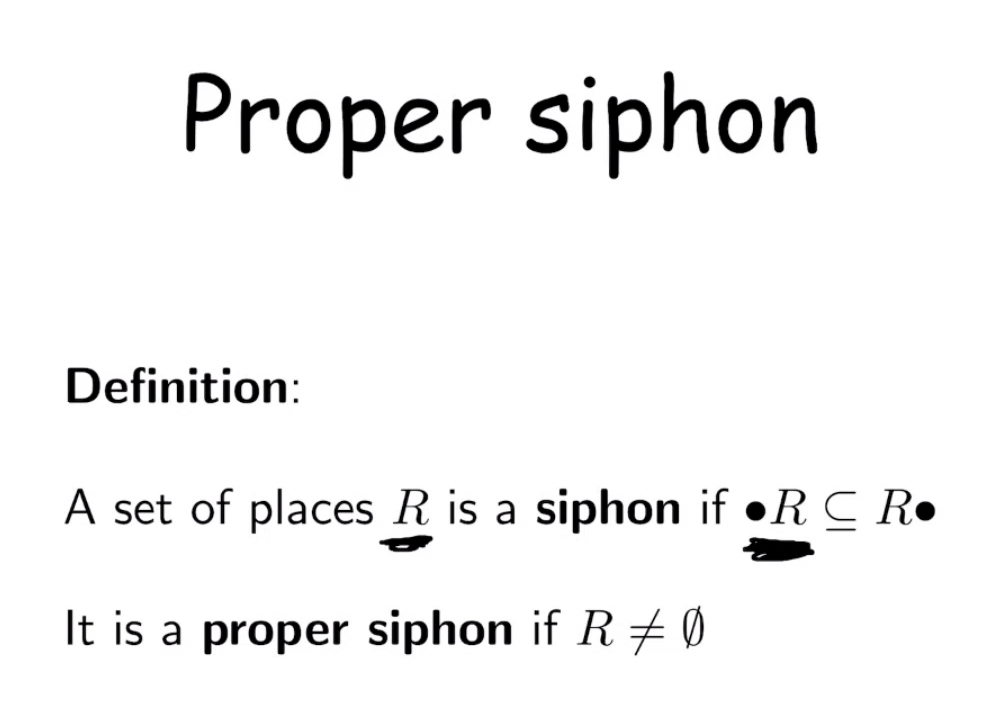 Proper siphon
Definition:
A set of places R is a siphon if •R ⊆ R•
It is a proper siphon if R ≠ ∅